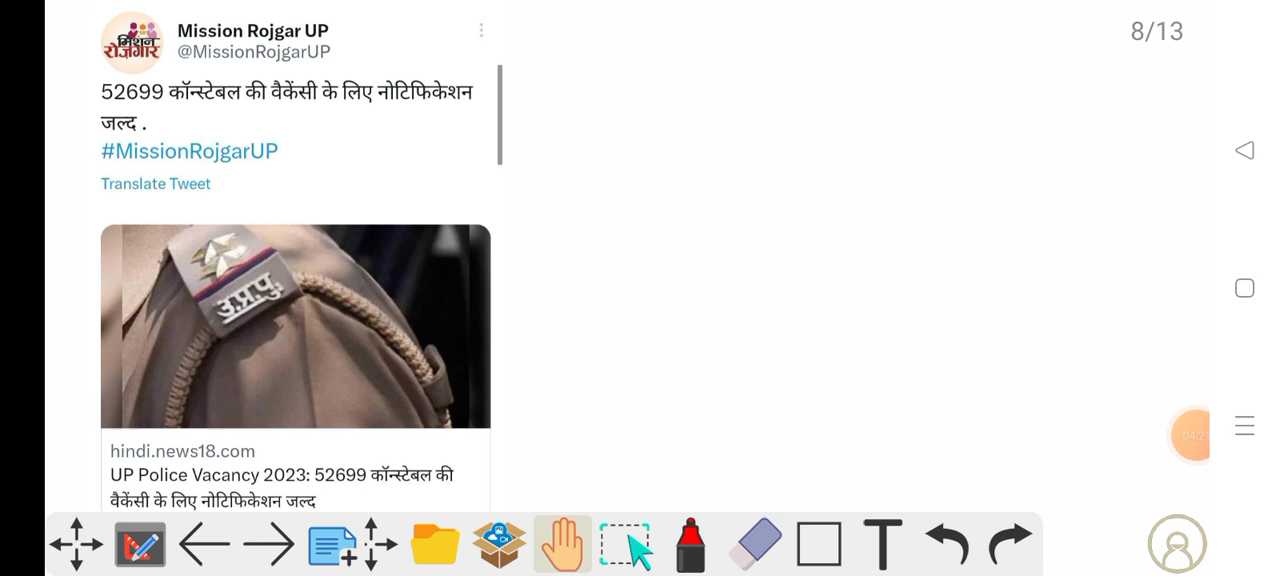 मिशन
रोज़गार
Mission Rojgar UP
@MissionRojgarUP
8/13
52699 कॉन्स्टेबल की वैकेंसी के लिए नोटिफिकेशन
जल्द .
#MissionRojgarUP
Translate Tweet
उ.प्र.पु.
hindi.news18.com
UP Police Vacancy 2023: 52699 कॉन्स्टेबल की
वैकेंसी के लिए नोटिफिकेशन जल्द
T